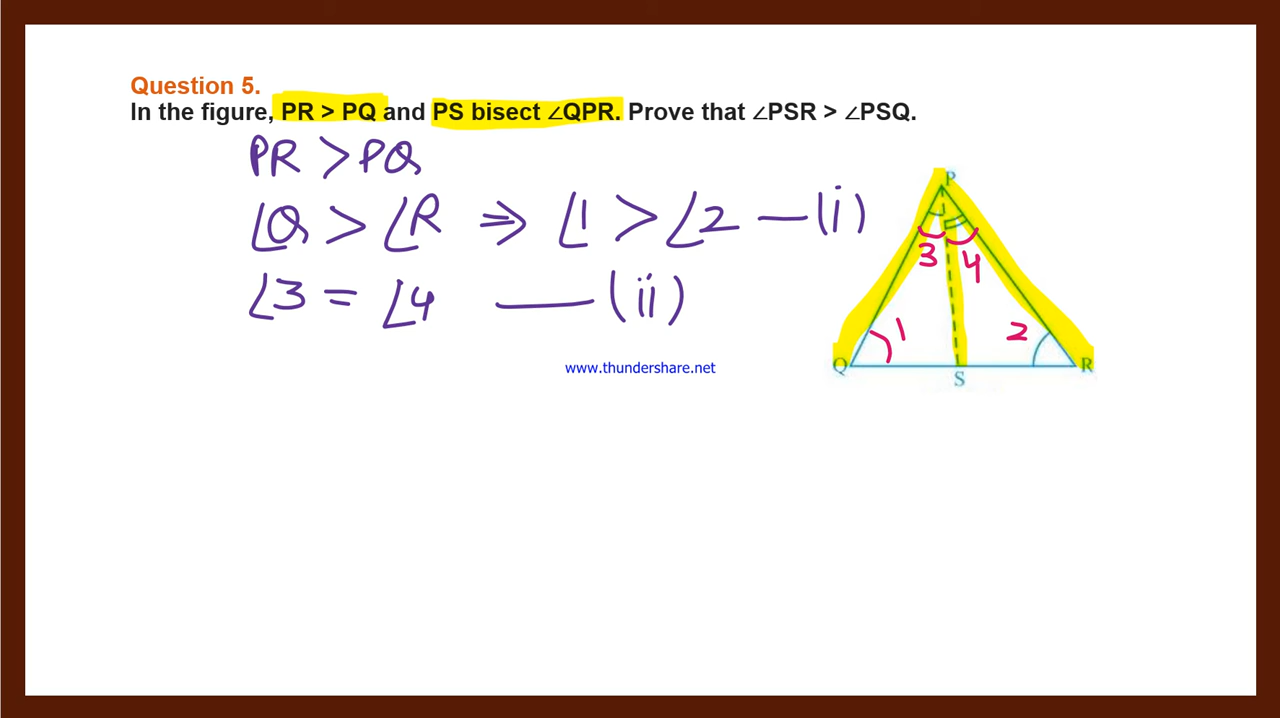 Question 5.
In the figure, PR > PQ and PS bisect ∠QPR. Prove that ∠PSR > ∠PSQ.
PR > PQ
∠Q > ∠R ⇒ ∠1 > ∠2 —(i)
∠3 = ∠4 —(ii)
www.thundershare.net
P
3 4
1 2
Q S R